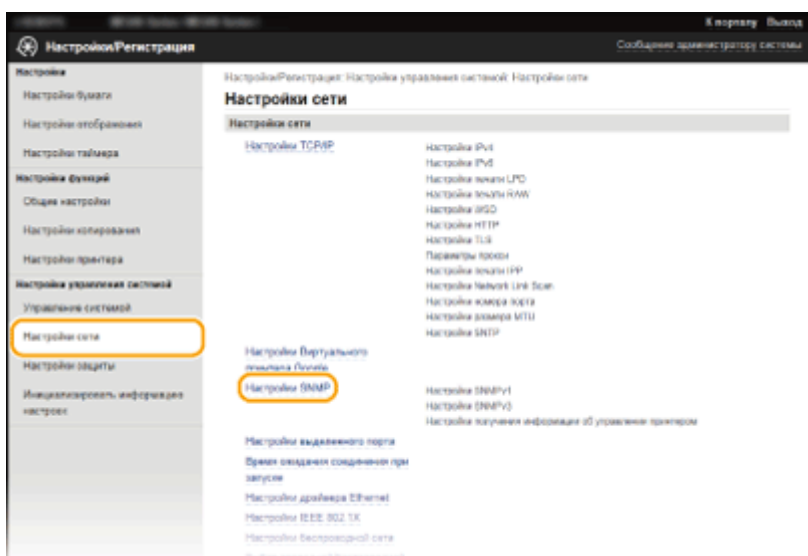 К порталу Выход
Настройки/Регистрация
Сообщение администратору системы
Настройка
Настройки бумаги
Настройки отображения
Настройки таймера
Настройка функций
Общие настройки
Настройки копирования
Настройки принтера
Настройки управления системой
Управление системой
Настройки сети
Настройки защиты
Инициализировать информацию
настроек
Настройки/Регистрация: Настройки управления системой: Настройки сети
Настройки сети
Настройки сети
Настройки TCP/IP
Настройки IPv4
Настройки IPv6
Настройки печати LPD
Настройки печати RAW
Настройки WSD
Настройки HTTP
Настройки TLS
Параметры прокси
Настройки печати IPP
Настройки Network Link Scan
Настройки номера порта
Настройки размера MTU
Настройки SNTP
Настройки Виртуального
принтера Google
Настройки SNMP
Настройки SNMPv1
Настройки SNMPv3
Настройки получения информации об управлении принтером
Настройки выделенного порта
Время ожидания соединения при
запуске
Настройки драйвера Ethernet
Настройки IEEE 802.1X
Настройки беспроводной сети